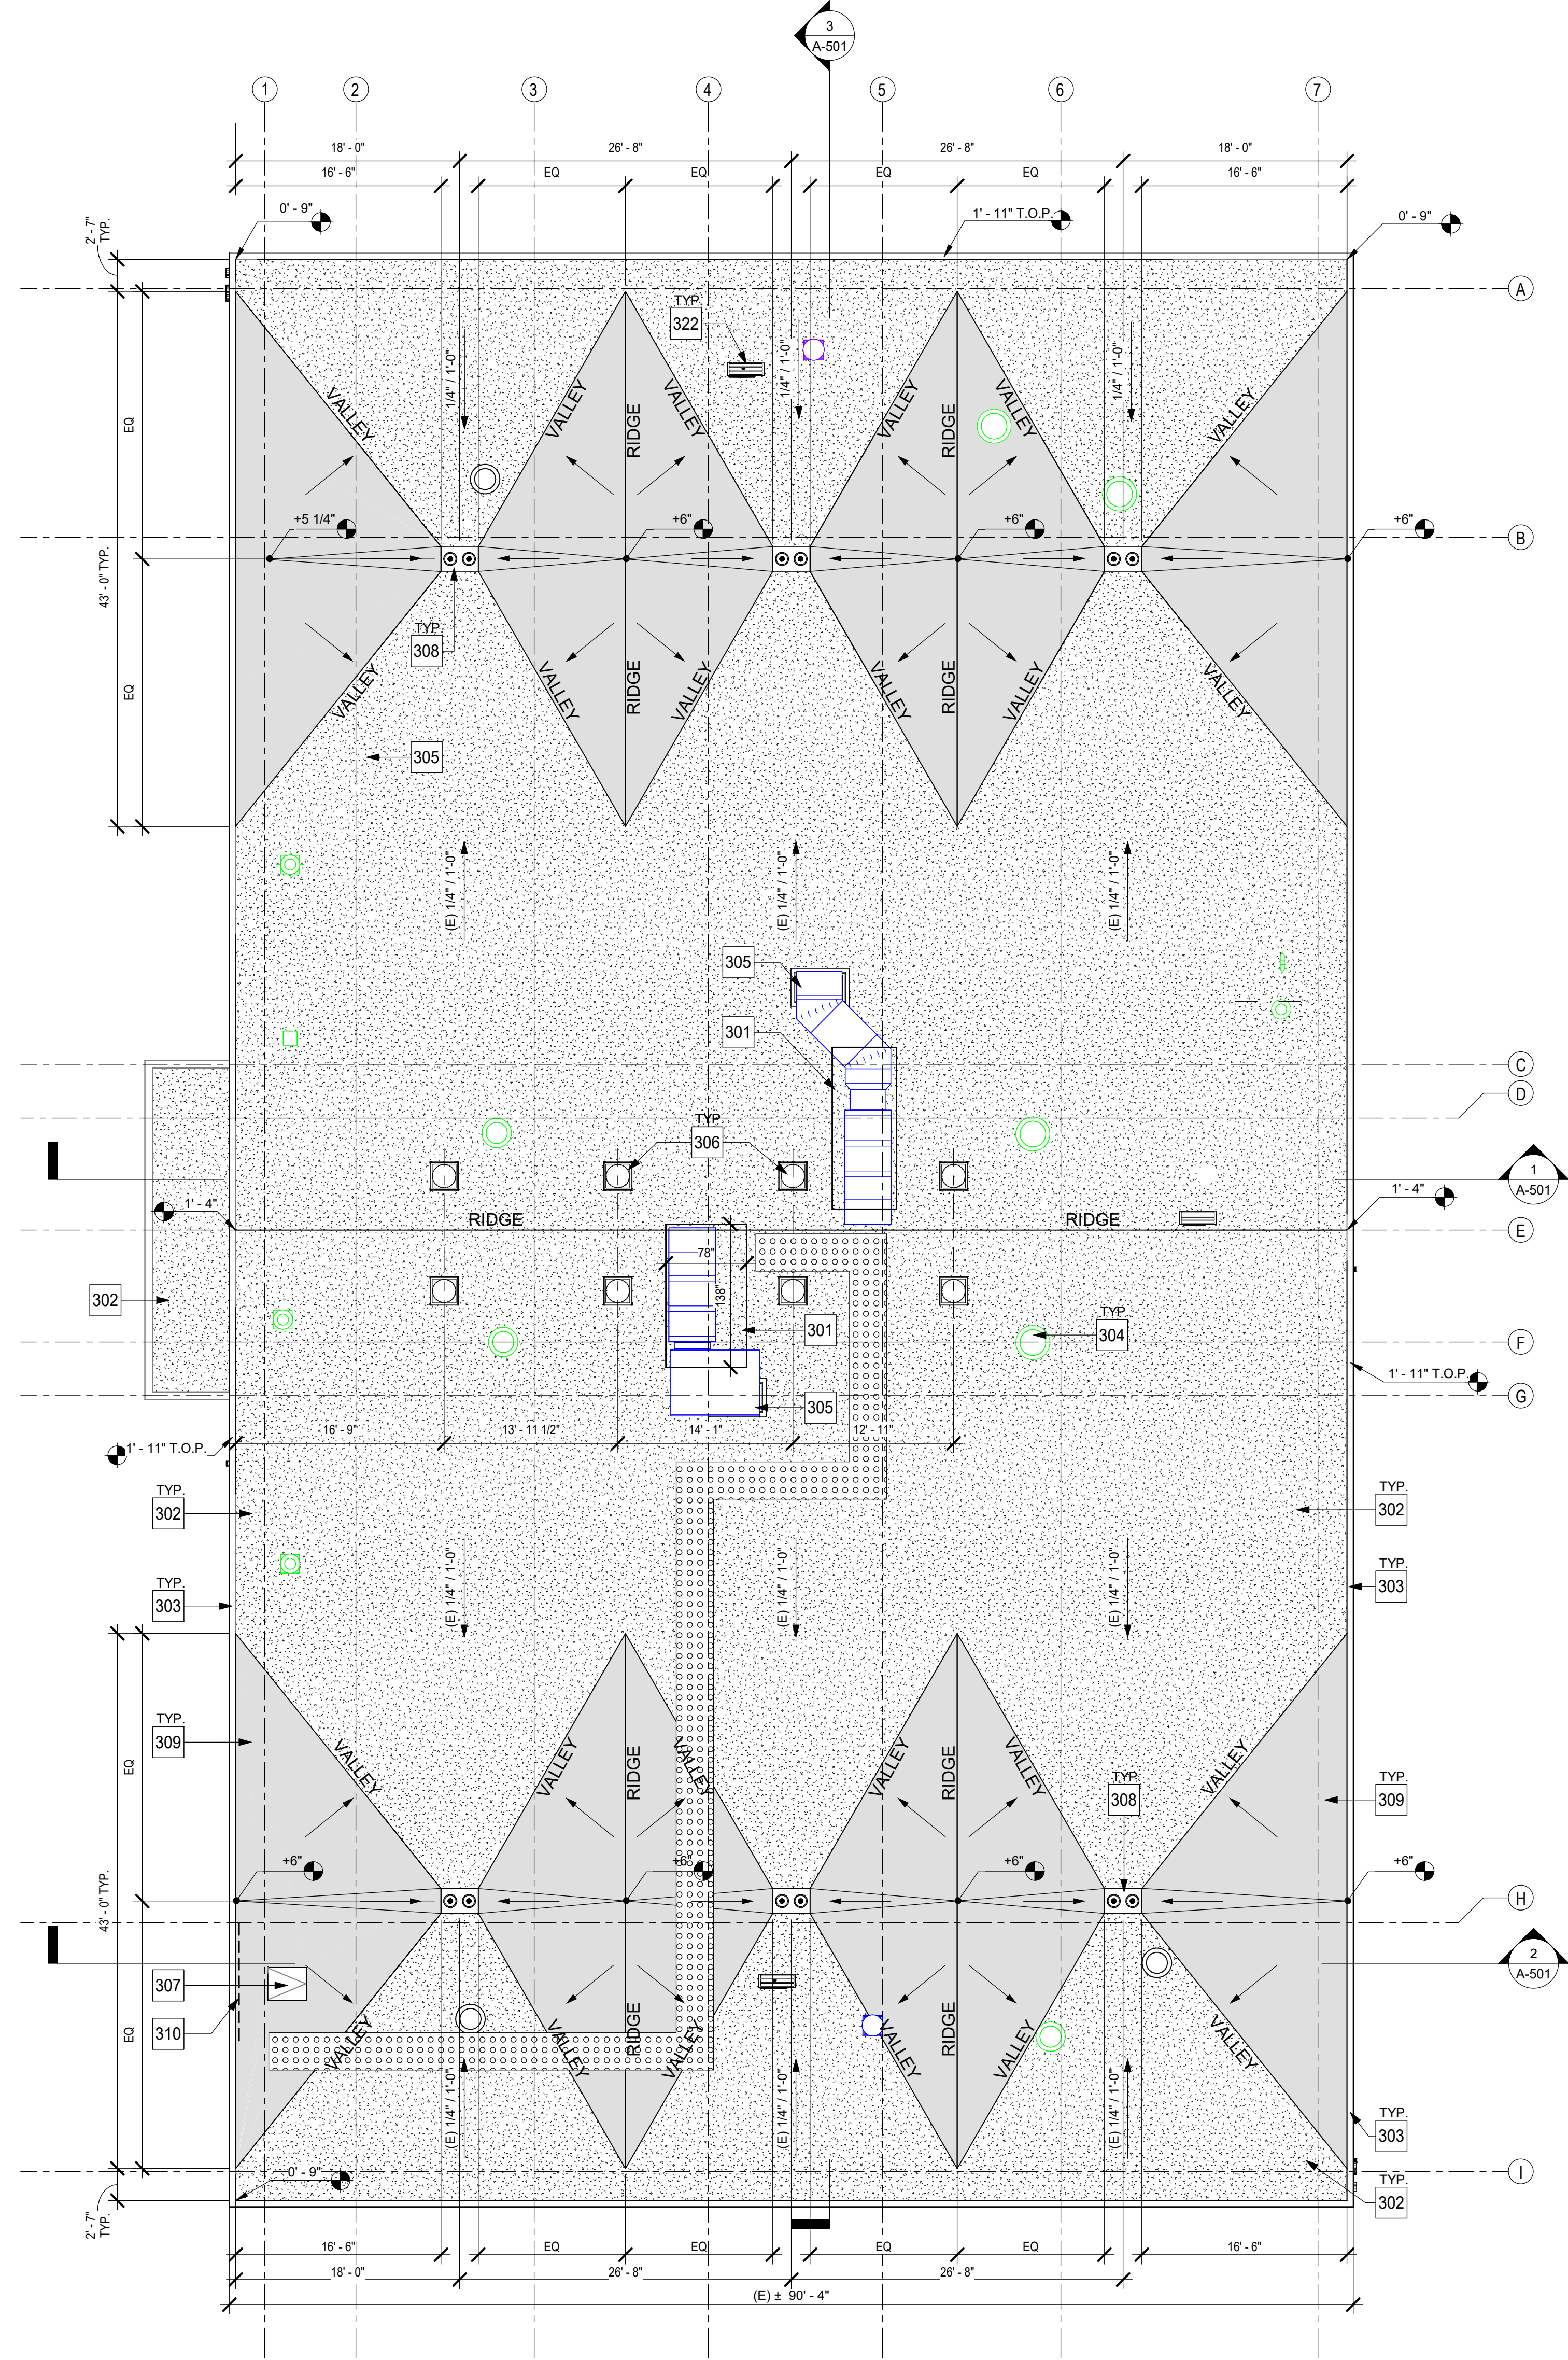 3
A-501
1
2
3
4
5
6
7
18' - 0"
26' - 8"
26' - 8"
18' - 0"
16' - 6"
EQ
EQ
EQ
EQ
16' - 6"
2' - 7"
TYP.
0' - 9"
1' - 11" T.O.P.
0' - 9"
A
TYP.
322
1/4" / 1'-0"
1/4" / 1'-0"
1/4" / 1'-0"
VALLEY
VALLEY
RIDGE
VALLEY
VALLEY
RIDGE
VALLEY
VALLEY
EQ
+5 1/4"
+6"
+6"
+6"
B
43' - 0" TYP.
TYP.
308
EQ
VALLEY
VALLEY
RIDGE
VALLEY
VALLEY
RIDGE
VALLEY
VALLEY
305
(E) 1/4" / 1'-0"
(E) 1/4" / 1'-0"
(E) 1/4" / 1'-0"
305
301
C
D
TYP.
306
1
A-501
1' - 4"
1' - 4"
RIDGE
RIDGE
E
78"
138"
302
301
TYP.
304
F
1' - 11" T.O.P.
G
305
16' - 9"
13' - 11 1/2"
14' - 1"
12' - 11"
1' - 11" T.O.P.
TYP.
302
TYP.
302
TYP.
303
(E) 1/4" / 1'-0"
(E) 1/4" / 1'-0"
(E) 1/4" / 1'-0"
TYP.
303
TYP.
309
EQ
VALLEY
VALLEY
RIDGE
VALLEY
VALLEY
RIDGE
VALLEY
VALLEY
TYP.
308
TYP.
309
+6"
+6"
+6"
+6"
H
43' - 0" TYP.
307
310
2
A-501
EQ
VALLEY
VALLEY
RIDGE
VALLEY
VALLEY
RIDGE
VALLEY
VALLEY
(E) 1/4" / 1'-0"
(E) 1/4" / 1'-0"
(E) 1/4" / 1'-0"
TYP.
303
0' - 9"
I
TYP.
302
2' - 7"
TYP.
16' - 6"
EQ
EQ
EQ
EQ
16' - 6"
18' - 0"
26' - 8"
26' - 8"
(E) ± 90' - 4"